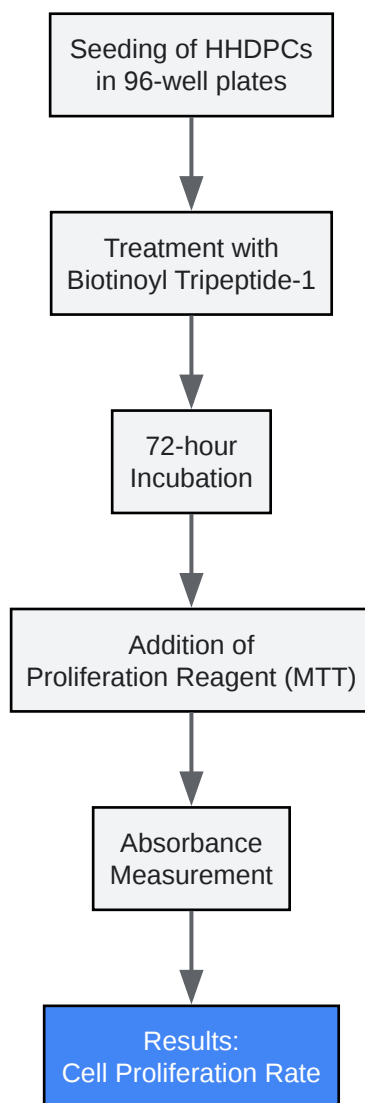 Seeding of HHDPCs
in 96-well plates
Treatment with
Biotinoyl Tripeptide-1
72-hour
Incubation
Addition of
Proliferation Reagent (MTT)
Absorbance
Measurement
Results:
Cell Proliferation Rate